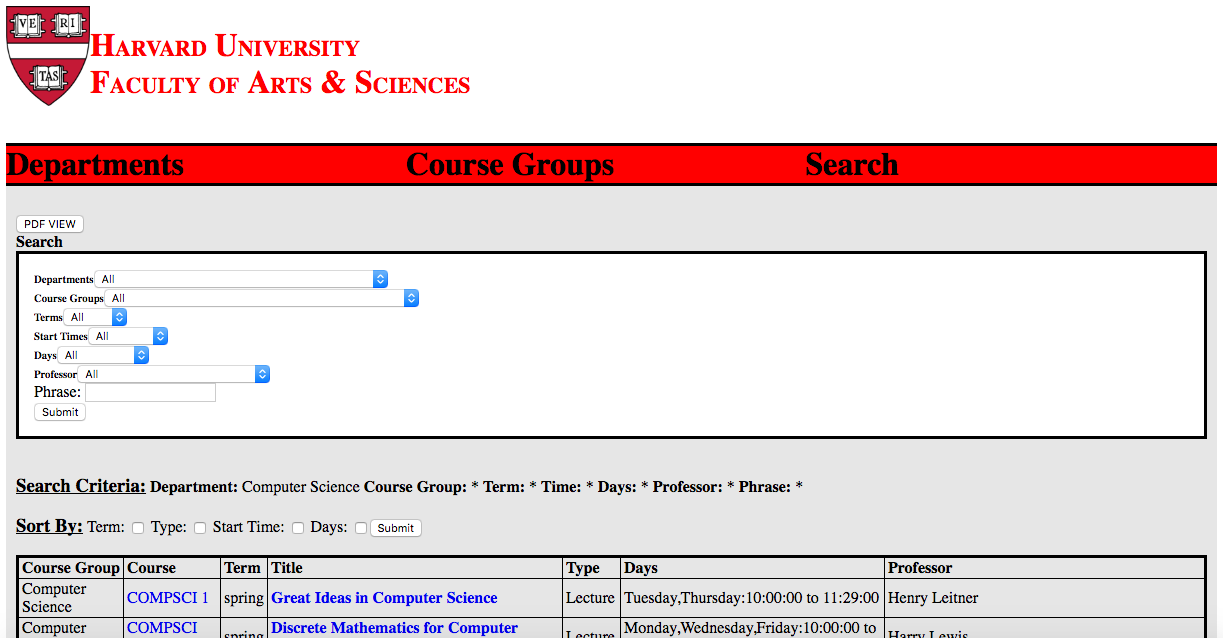 VE RI
TAS
HARVARD UNIVERSITY
FACULTY OF ARTS & SCIENCES
Departments Course Groups Search
PDF VIEW
Search
Departments All
Course Groups All
Terms All
Start Times All
Days All
Professor All
Phrase:
Submit
Search Criteria: Department: Computer Science Course Group: * Term: * Time: * Days: * Professor: * Phrase: *
Sort By: Term: Type: Start Time: Days: Submit
Course Group Course Term Title Type Days Professor
Computer
Science COMPSCI 1 spring Great Ideas in Computer Science Lecture Tuesday,Thursday:10:00:00 to 11:29:00 Henry Leitner
Computer COMPSCI spring Discrete Mathematics for Computer Lecture Monday,Wednesday,Friday:10:00:00 to Harry Lewis